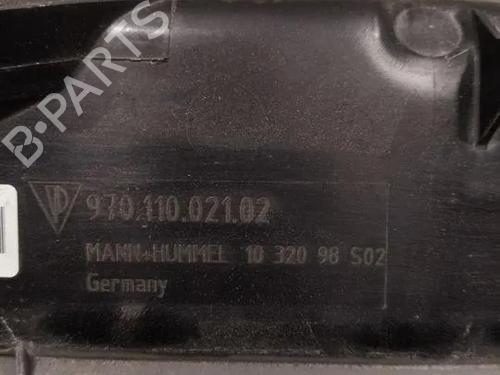 B-PARTS
970.110.021.02
MANN+HUMMEL 10 320 98 S02
Germany